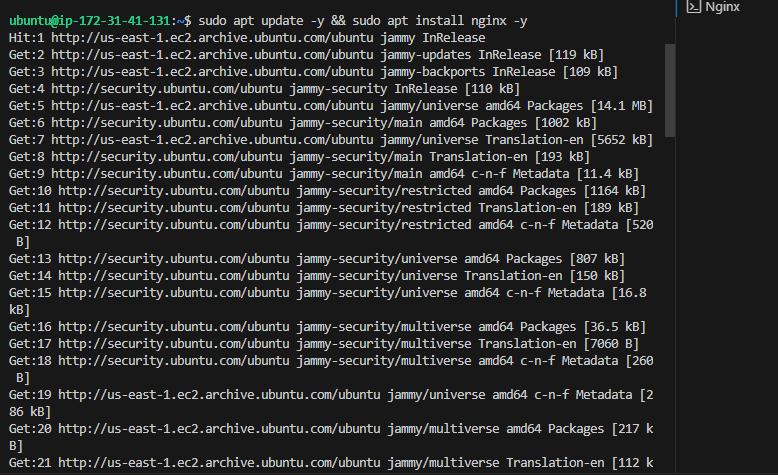 ubuntu@ip-172-31-41-131:~$ sudo apt update -y && sudo apt install nginx -y
Hit:1 http://us-east-1.ec2.archive.ubuntu.com/ubuntu jammy InRelease
Get:2 http://us-east-1.ec2.archive.ubuntu.com/ubuntu jammy-updates InRelease [119 kB]
Get:3 http://us-east-1.ec2.archive.ubuntu.com/ubuntu jammy-backports InRelease [109 kB]
Get:4 http://security.ubuntu.com/ubuntu jammy-security InRelease [110 kB]
Get:5 http://us-east-1.ec2.archive.ubuntu.com/ubuntu jammy/universe amd64 Packages [14.1 MB]
Get:6 http://security.ubuntu.com/ubuntu jammy-security/main amd64 Packages [1002 kB]
Get:7 http://us-east-1.ec2.archive.ubuntu.com/ubuntu jammy/universe Translation-en [5652 kB]
Get:8 http://security.ubuntu.com/ubuntu jammy-security/main Translation-en [193 kB]
Get:9 http://security.ubuntu.com/ubuntu jammy-security/main amd64 c-n-f Metadata [11.4 kB]
Get:10 http://security.ubuntu.com/ubuntu jammy-security/restricted amd64 Packages [1164 kB]
Get:11 http://security.ubuntu.com/ubuntu jammy-security/restricted Translation-en [189 kB]
Get:12 http://security.ubuntu.com/ubuntu jammy-security/restricted amd64 c-n-f Metadata [520
B]
Get:13 http://security.ubuntu.com/ubuntu jammy-security/universe amd64 Packages [807 kB]
Get:14 http://security.ubuntu.com/ubuntu jammy-security/universe Translation-en [150 kB]
Get:15 http://security.ubuntu.com/ubuntu jammy-security/universe amd64 c-n-f Metadata [16.8
kB]
Get:16 http://security.ubuntu.com/ubuntu jammy-security/multiverse amd64 Packages [36.5 kB]
Get:17 http://security.ubuntu.com/ubuntu jammy-security/multiverse Translation-en [7060 B]
Get:18 http://security.ubuntu.com/ubuntu jammy-security/multiverse amd64 c-n-f Metadata [260
B]
Get:19 http://us-east-1.ec2.archive.ubuntu.com/ubuntu jammy/universe amd64 c-n-f Metadata [2
86 kB]
Get:20 http://us-east-1.ec2.archive.ubuntu.com/ubuntu jammy/multiverse amd64 Packages [217 k
B]
Get:21 http://us-east-1.ec2.archive.ubuntu.com/ubuntu jammy/multiverse Translation-en [112 k
Nginx